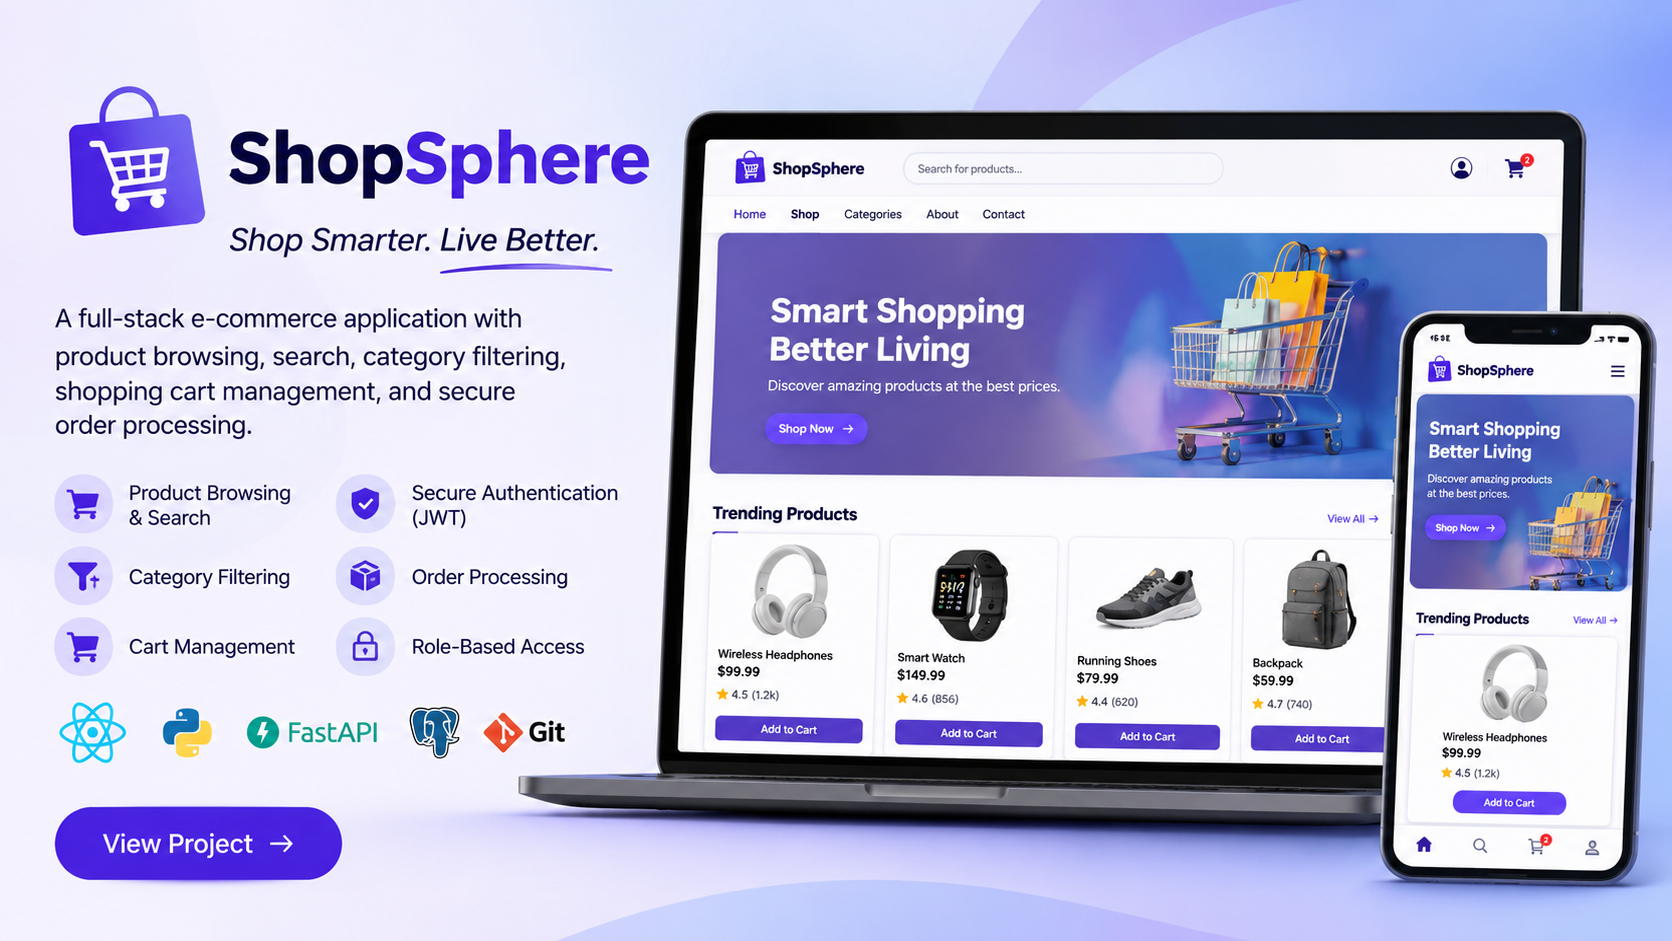 ShopSphere
Shop Smarter. Live Better.
A full-stack e-commerce application with
product browsing, search, category filtering,
shopping cart management, and secure
order processing.
Product Browsing
& Search
Secure Authentication
(JWT)
Category Filtering
Order Processing
Cart Management
Role-Based Access
FastAPI
Git
View Project →
ShopSphere
Search for products...
2
Home Shop Categories About Contact
Smart Shopping
Better Living
Discover amazing products at the best prices.
Shop Now →
Trending Products
View All →
Wireless Headphones
$99.99
4.5 (1.2k)
Add to Cart
Smart Watch
$149.99
4.6 (856)
Add to Cart
Running Shoes
$79.99
4.4 (620)
Add to Cart
Backpack
$59.99
4.7 (740)
Add to Cart
ShopSphere
Smart Shopping
Better Living
Discover amazing products
at the best prices.
Shop Now →
Trending Products
View All →
Wireless Headphones
$99.99
4.5 (1.2k)
Add to Cart
2